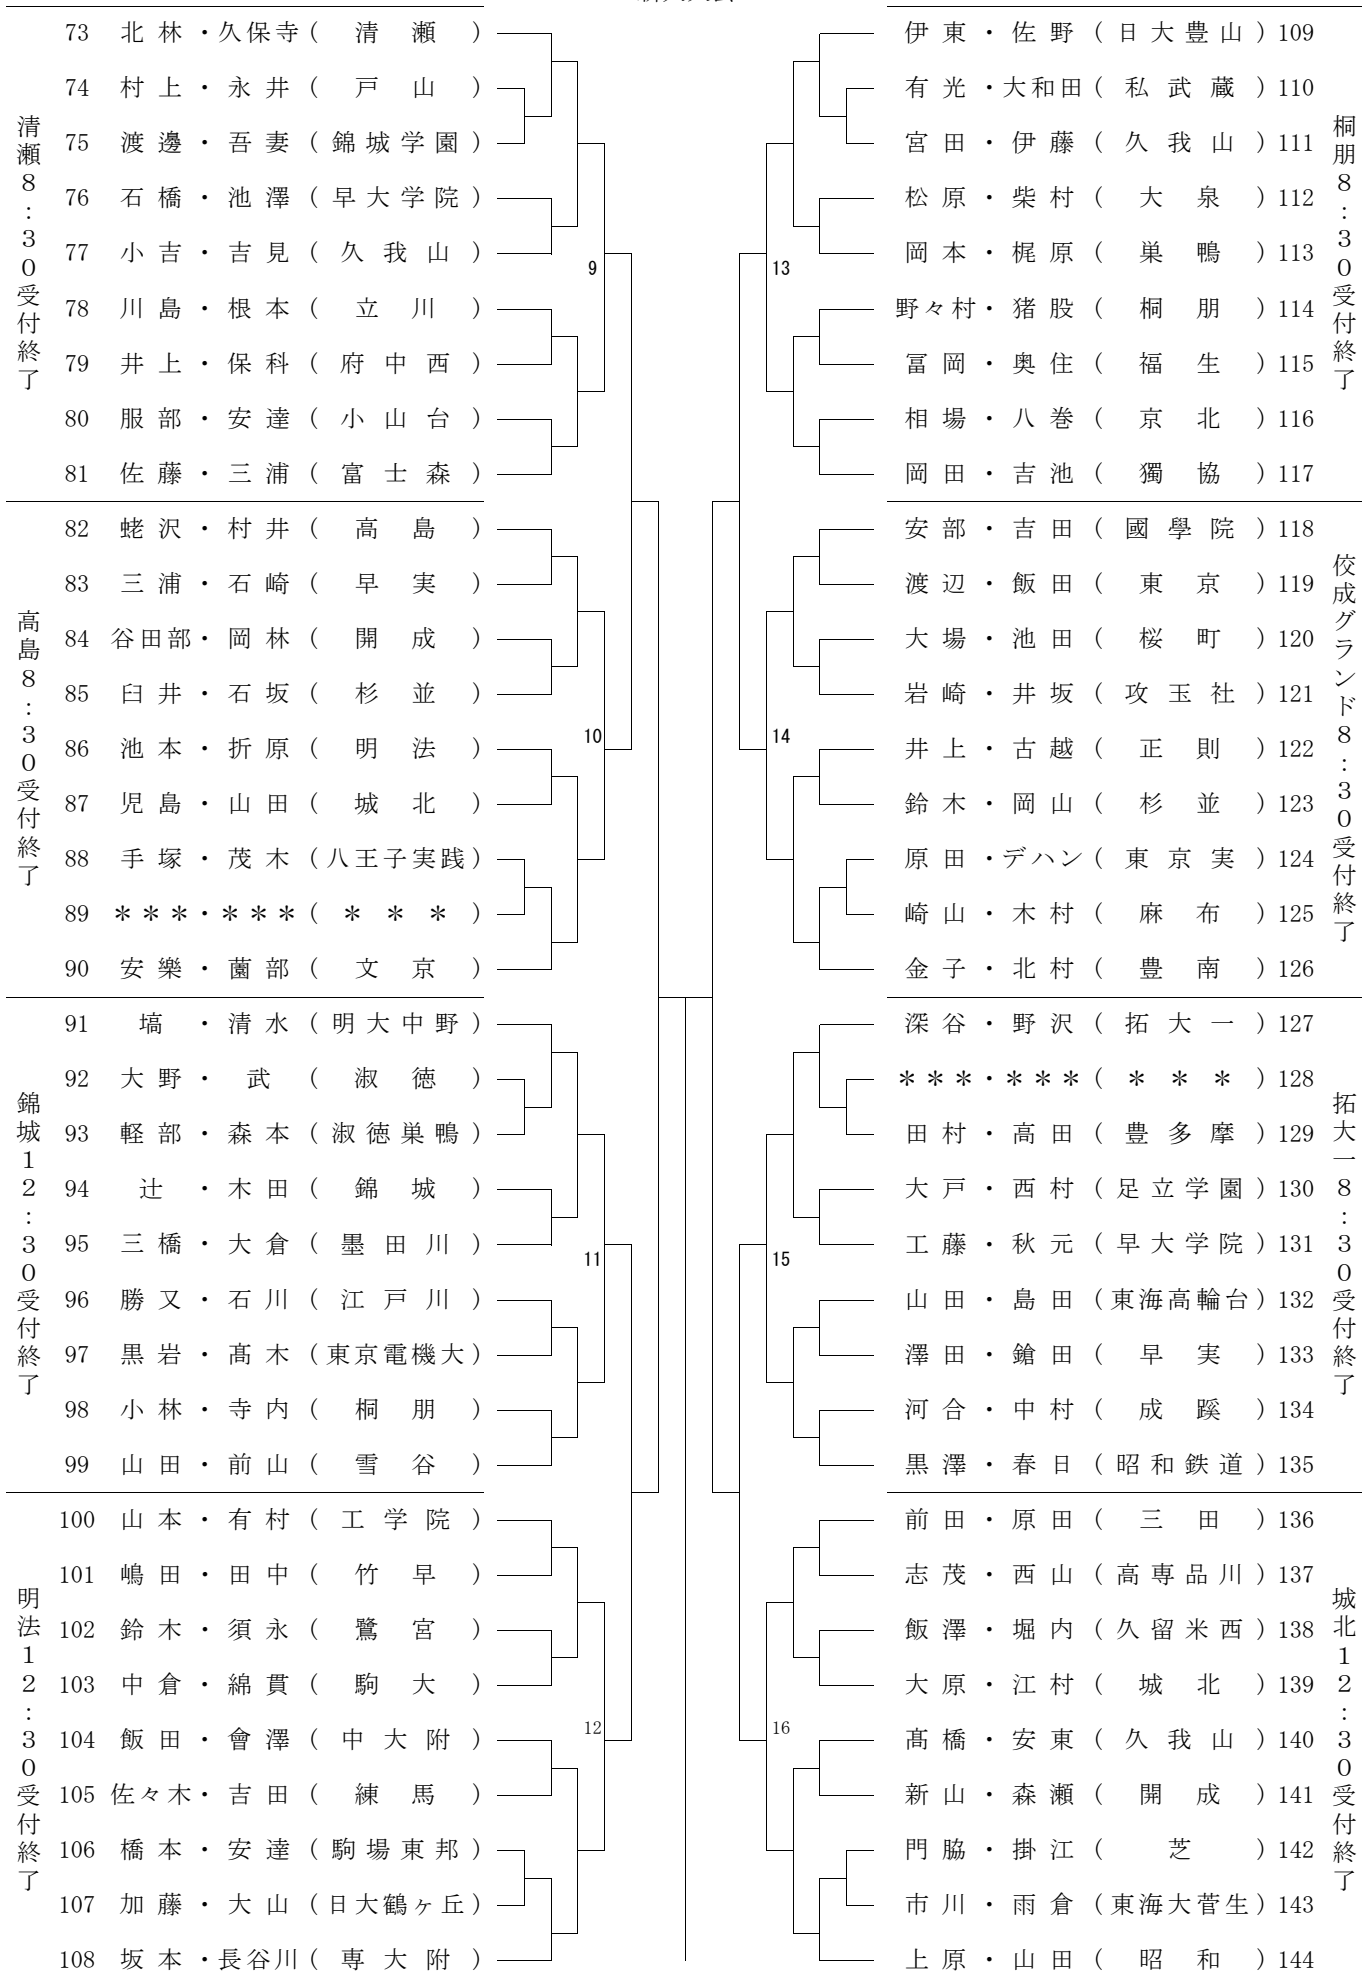 73 北林・久保寺(清瀬)
74 村上・永井(戸山)
75 渡邊・吾妻(錦城学園)
76 石橋・池澤(早大学院)
77 小吉・吉見(久我山)
78 川島・根本(立川)
79 井上・保科(府中西)
80 服部・安達(小山台)
81 佐藤・三浦(富士森)
清瀬8:30受付終了
9
82 蛯沢・村井(高島)
83 三浦・石崎(早実)
84 谷田部・岡林(開成)
85 臼井・石坂(杉並)
86 池本・折原(明法)
87 児島・山田(城北)
88 手塚・茂木(八王子実践)
89 ***・***(***)
90 安樂・薗部(文京)
高島8:30受付終了
10
91 塙・清水(明大中野)
92 大野・武(淑徳)
93 軽部・森本(淑徳巣鴨)
94 辻・木田(錦城)
95 三橋・大倉(墨田川)
96 勝又・石川(江戸川)
97 黒岩・髙木(東京電機大)
98 小林・寺内(桐朋)
99 山田・前山(雪谷)
錦城12:30受付終了
11
100 山本・有村(工学院)
101 嶋田・田中(竹早)
102 鈴木・須永(鷺宮)
103 中倉・綿貫(駒大)
104 飯田・會澤(中大附)
105 佐々木・吉田(練馬)
106 橋本・安達(駒場東邦)
107 加藤・大山(日大鶴ヶ丘)
108 坂本・長谷川(専大附)
明法12:30受付終了
12
伊東・佐野(日大豊山)109
有光・大和田(私武蔵)110
宮田・伊藤(久我山)111
松原・柴村(大泉)112
岡本・梶原(巣鴨)113
野々村・猪股(桐朋)114
冨岡・奥住(福生)115
相場・八巻(京北)116
岡田・吉池(獨協)117
桐朋8:30受付終了
13
安部・吉田(國學院)118
渡辺・飯田(東京)119
大場・池田(桜町)120
岩崎・井坂(攻玉社)121
井上・古越(正則)122
鈴木・岡山(杉並)123
原田・デハン(東京実)124
崎山・木村(麻布)125
金子・北村(豊南)126
佼成グランド8:30受付終了
14
深谷・野沢(拓大一)127
***・***(***)128
田村・高田(豊多摩)129
大戸・西村(足立学園)130
工藤・秋元(早大学院)131
山田・島田(東海高輪台)132
澤田・鎗田(早実)133
河合・中村(成蹊)134
黒澤・春日(昭和鉄道)135
拓大一8:30受付終了
15
前田・原田(三田)136
志茂・西山(高専品川)137
飯澤・堀内(久留米西)138
大原・江村(城北)139
髙橋・安東(久我山)140
新山・森瀬(開成)141
門脇・掛江(芝)142
市川・雨倉(東海大菅生)143
上原・山田(昭和)144
城北12:30受付終了
16